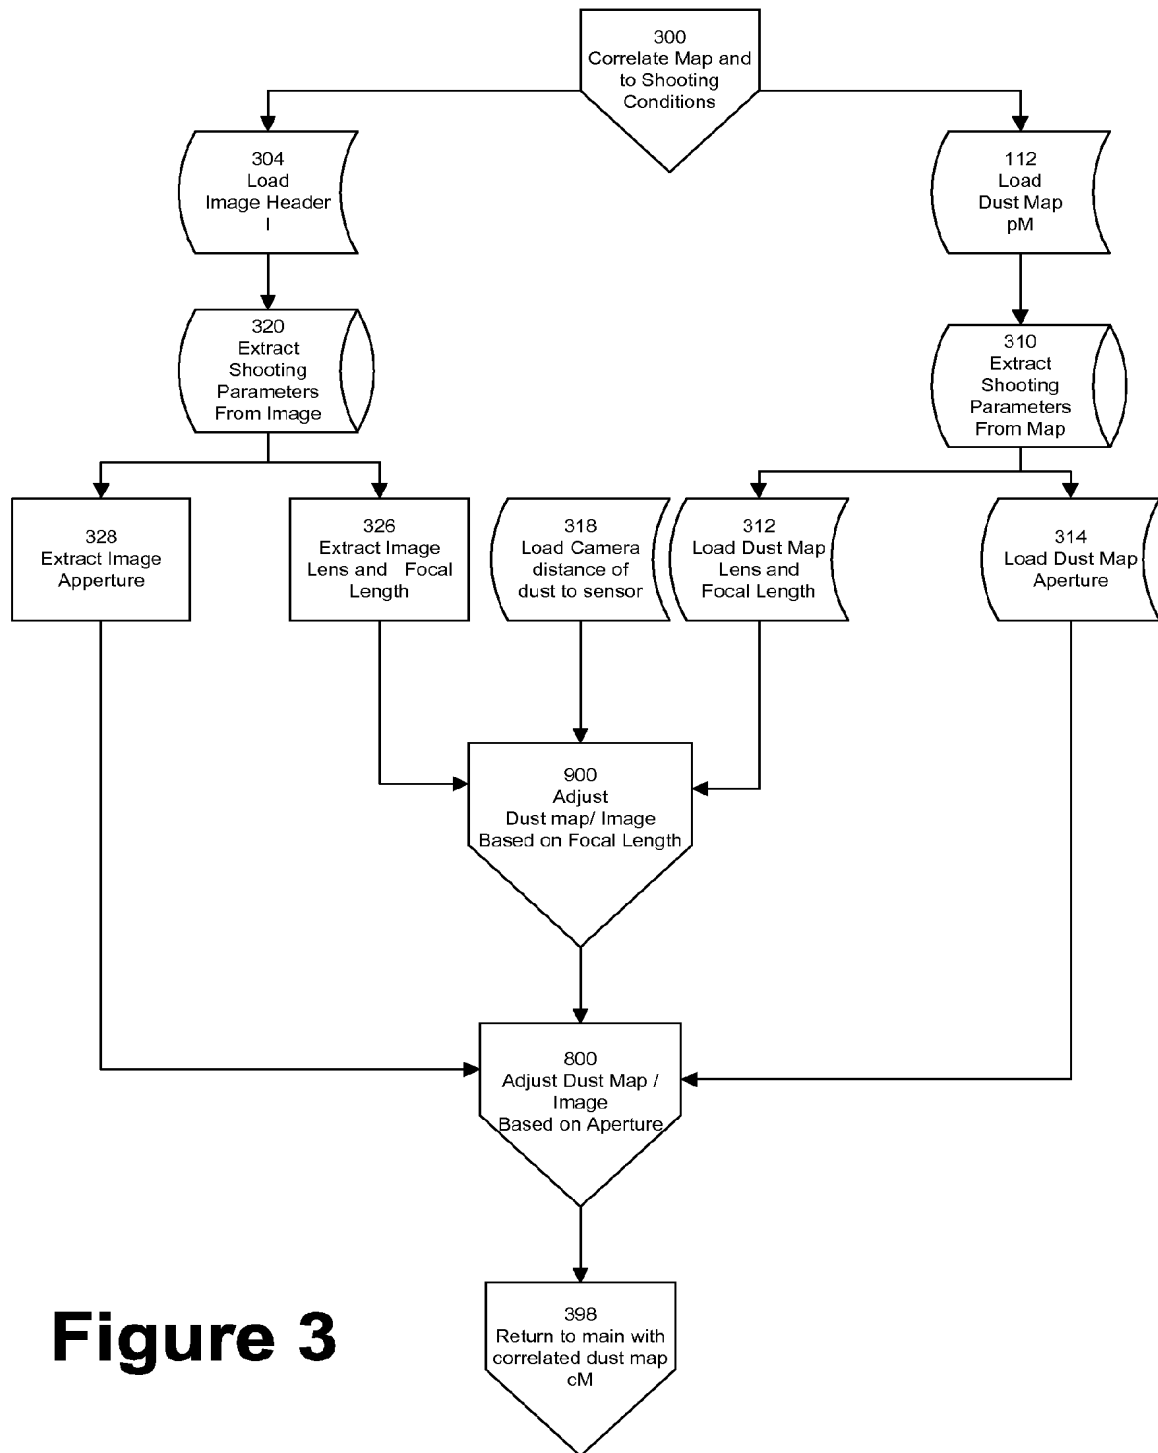 300
Correlate Map and
to Shooting
Conditions
304
Load
Image Header
I
112
Load
Dust Map
pM
320
Extract
Shooting
Parameters
From Image
310
Extract
Shooting
Parameters
From Map
328
Extract Image
Apperture
326
Extract Image
Lens and Focal
Length
318
Load Camera
distance of
dust to sensor
312
Load Dust Map
Lens and
Focal Length
314
Load Dust Map
Aperture
900
Adjust
Dust map/ Image
Based on Focal Length
800
Adjust Dust Map /
Image
Based on Aperture
398
Return to main with
correlated dust map
cM
Figure 3